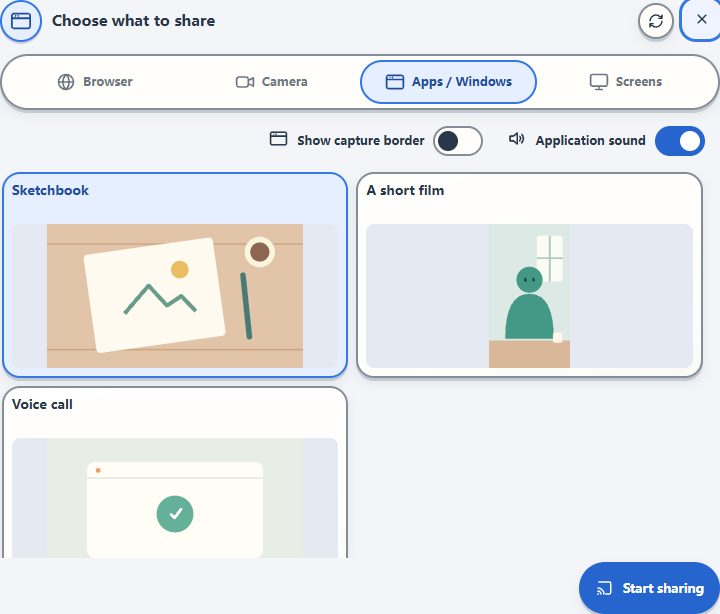 Choose what to share
Browser
Camera
Apps / Windows
Screens
Show capture border
Application sound
Sketchbook
A short film
Voice call
Start sharing